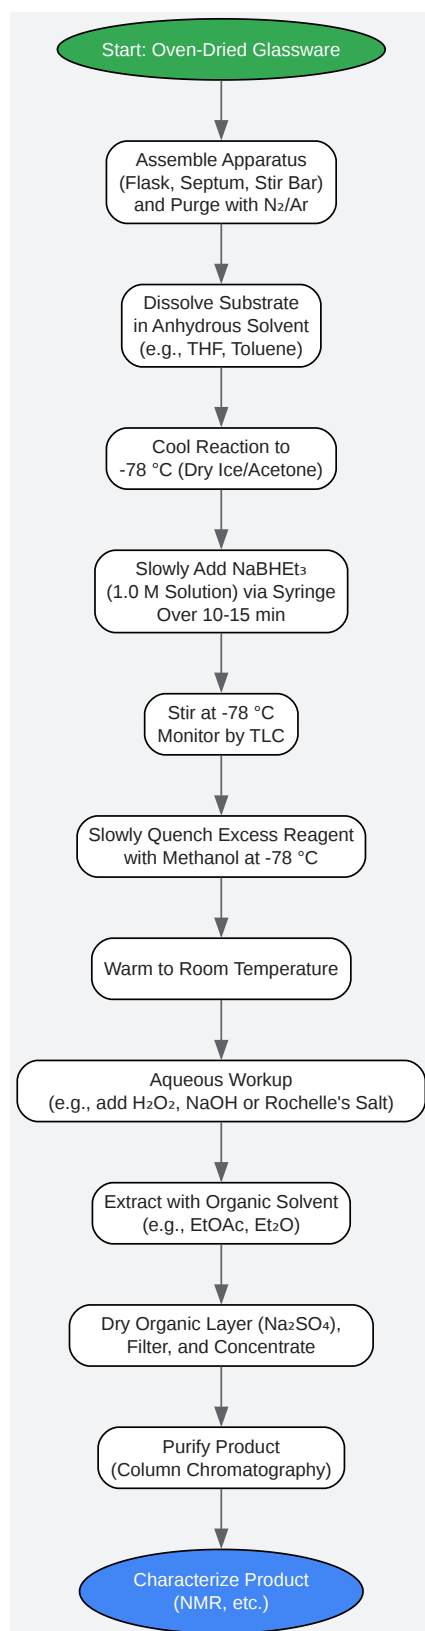 Start: Oven-Dried Glassware
Assemble Apparatus
(Flask, Septum, Stir Bar)
and Purge with N₂/Ar
Dissolve Substrate
in Anhydrous Solvent
(e.g., THF, Toluene)
Cool Reaction to
-78 °C (Dry Ice/Acetone)
Slowly Add NaBHEt₃
(1.0 M Solution) via Syringe
Over 10-15 min
Stir at -78 °C
Monitor by TLC
Slowly Quench Excess Reagent
with Methanol at -78 °C
Warm to Room Temperature
Aqueous Workup
(e.g., add H₂O₂, NaOH or Rochelle's Salt)
Extract with Organic Solvent
(e.g., EtOAc, Et₂O)
Dry Organic Layer (Na₂SO₄),
Filter, and Concentrate
Purify Product
(Column Chromatography)
Characterize Product
(NMR, etc.)